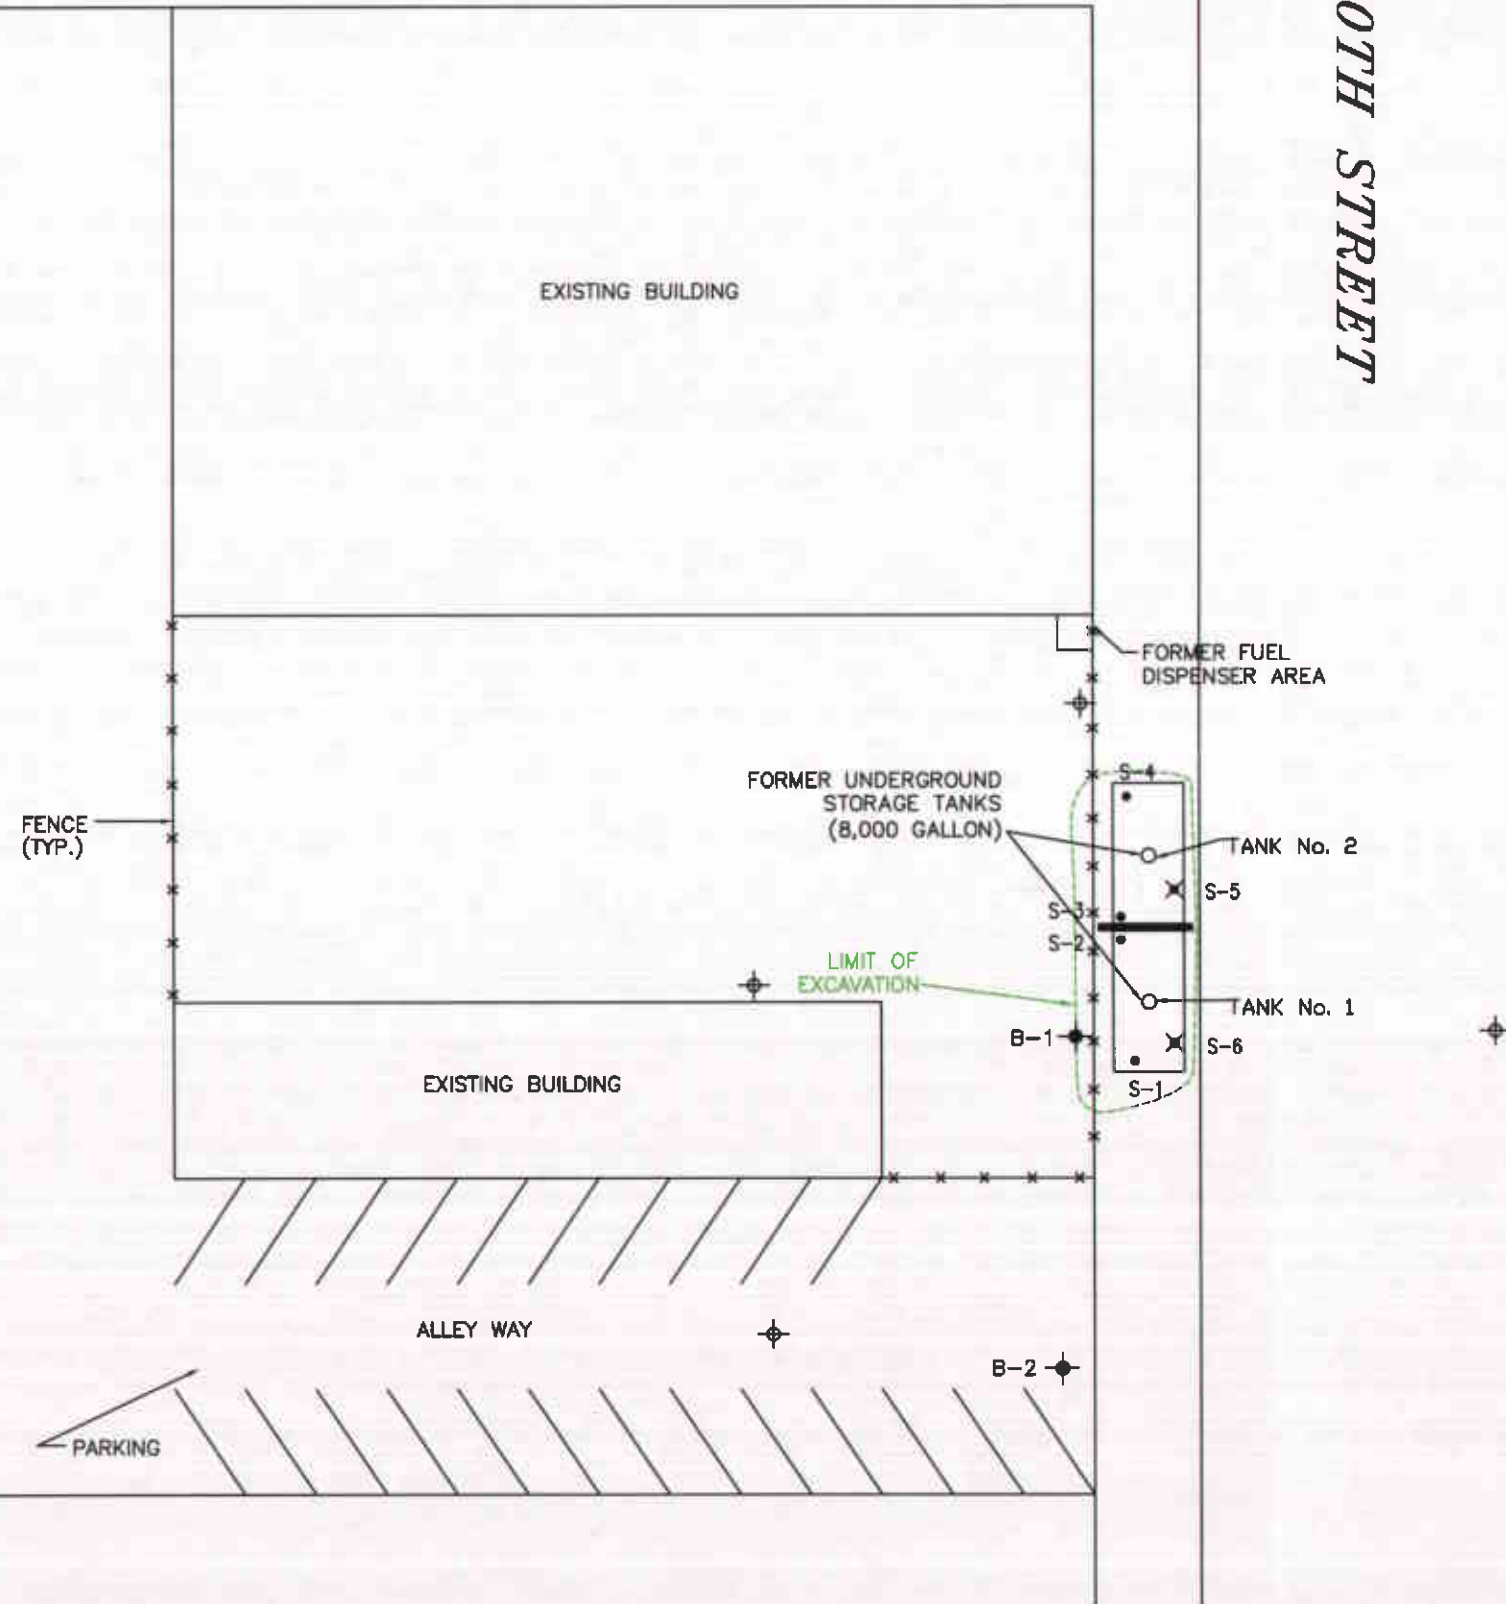 OTH STREET
EXISTING BUILDING
FORMER FUEL
DISPENSER AREA
FORMER UNDERGROUND
STORAGE TANKS
(8,000 GALLON)
S-4
FENCE
(TYP.)
TANK No. 2
S-5
S-3
S-2
LIMIT OF
EXCAVATION
TANK No. 1
B-1
S-6
EXISTING BUILDING
S-1
ALLEY WAY
B-2
PARKING